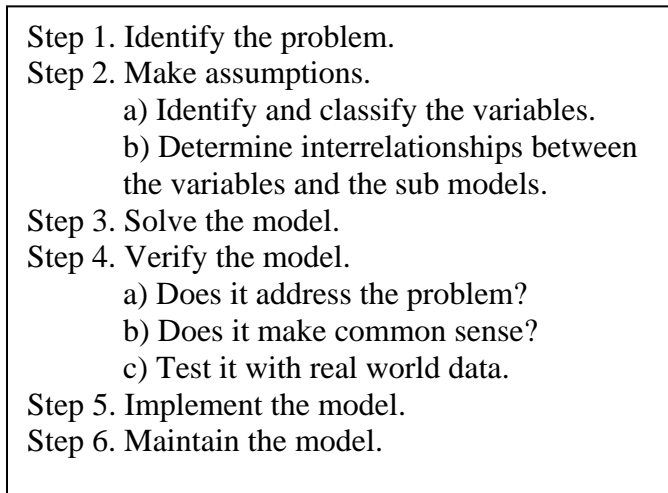 Step 1. Identify the problem.
Step 2. Make assumptions.
a) Identify and classify the variables.
b) Determine interrelationships between
the variables and the sub models.
Step 3. Solve the model.
Step 4. Verify the model.
a) Does it address the problem?
b) Does it make common sense?
c) Test it with real world data.
Step 5. Implement the model.
Step 6. Maintain the model.